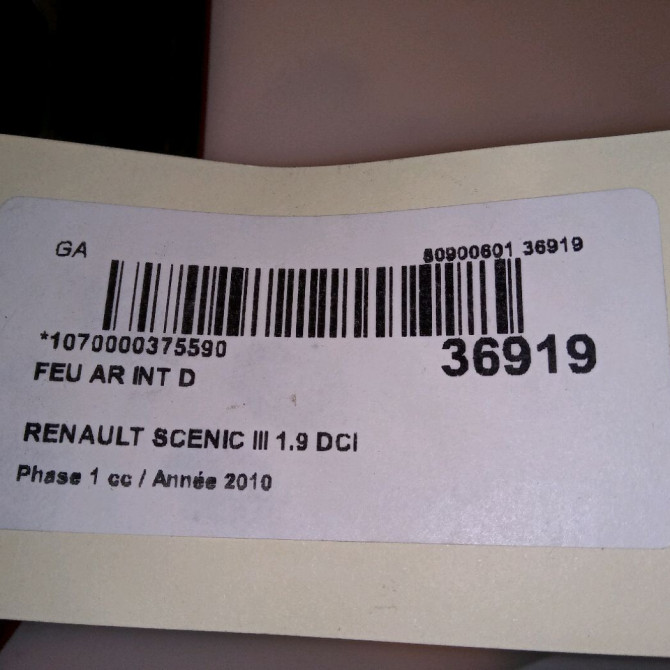 GA
80900601 36919
*1070000375590
36919
FEU AR INT D
RENAULT SCENIC III 1.9 DCI
Phase 1 cc / Année 2010